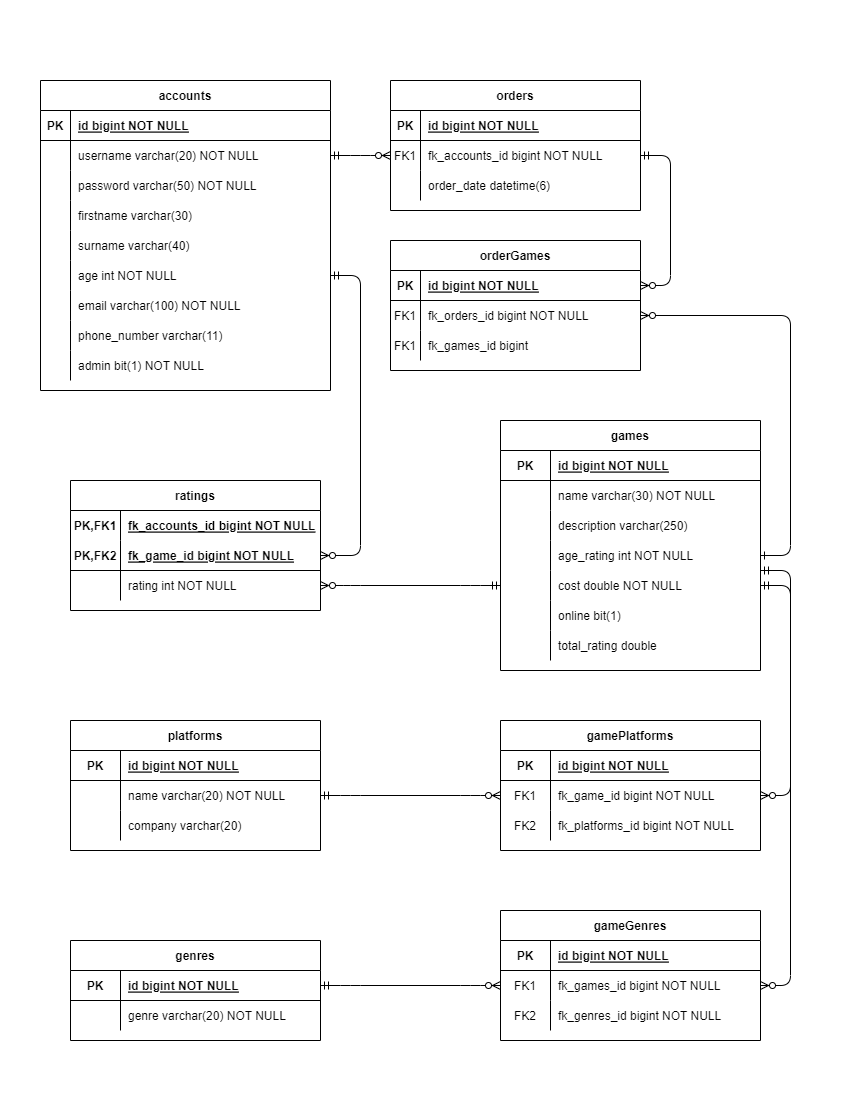 accounts
PK id bigint NOT NULL
username varchar(20) NOT NULL
password varchar(50) NOT NULL
firstname varchar(30)
surname varchar(40)
age int NOT NULL
email varchar(100) NOT NULL
phone_number varchar(11)
admin bit(1) NOT NULL
orders
PK id bigint NOT NULL
FK1 fk_accounts_id bigint NOT NULL
order_date datetime(6)
orderGames
PK id bigint NOT NULL
FK1 fk_orders_id bigint NOT NULL
FK1 fk_games_id bigint
games
PK id bigint NOT NULL
name varchar(30) NOT NULL
description varchar(250)
age_rating int NOT NULL
cost double NOT NULL
online bit(1)
total_rating double
ratings
PK,FK1 fk_accounts_id bigint NOT NULL
PK,FK2 fk_game_id bigint NOT NULL
rating int NOT NULL
platforms
PK id bigint NOT NULL
name varchar(20) NOT NULL
company varchar(20)
gamePlatforms
PK id bigint NOT NULL
FK1 fk_game_id bigint NOT NULL
FK2 fk_platforms_id bigint NOT NULL
genres
PK id bigint NOT NULL
genre varchar(20) NOT NULL
gameGenres
PK id bigint NOT NULL
FK1 fk_games_id bigint NOT NULL
FK2 fk_genres_id bigint NOT NULL